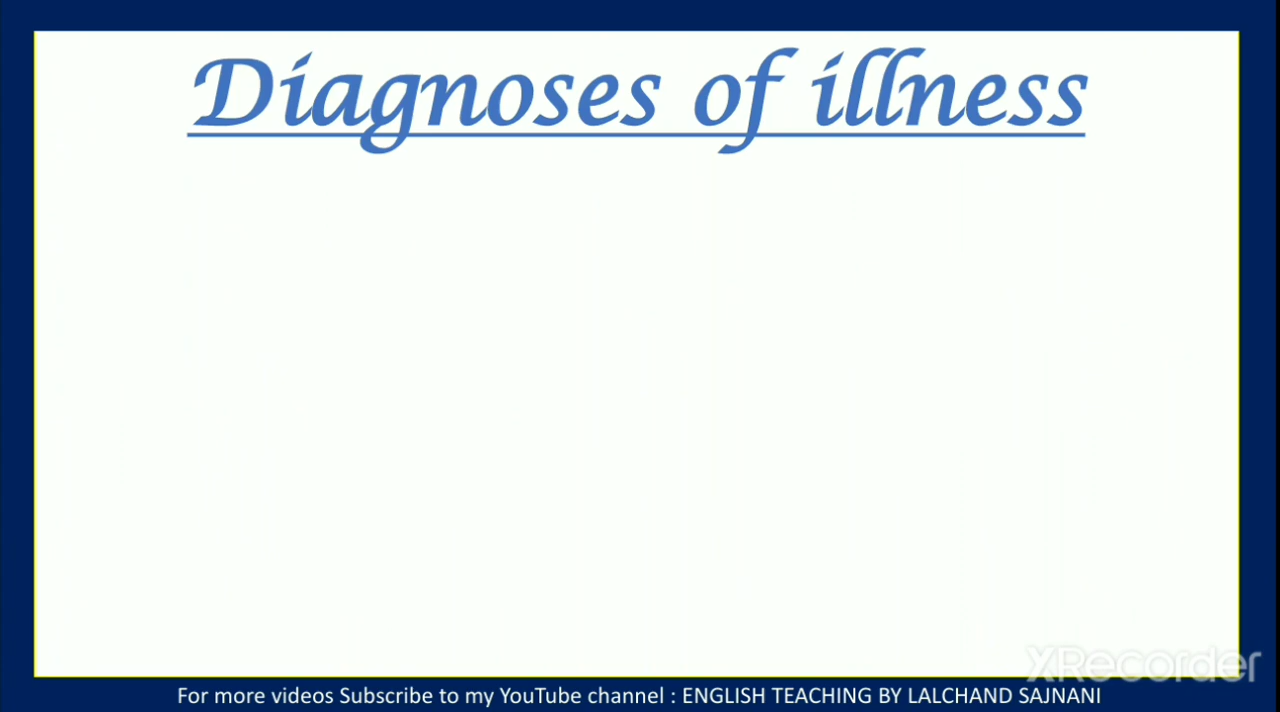 Diagnoses of illness
XRecorder
For more videos Subscribe to my YouTube channel : ENGLISH TEACHING BY LALCHAND SAJNANI